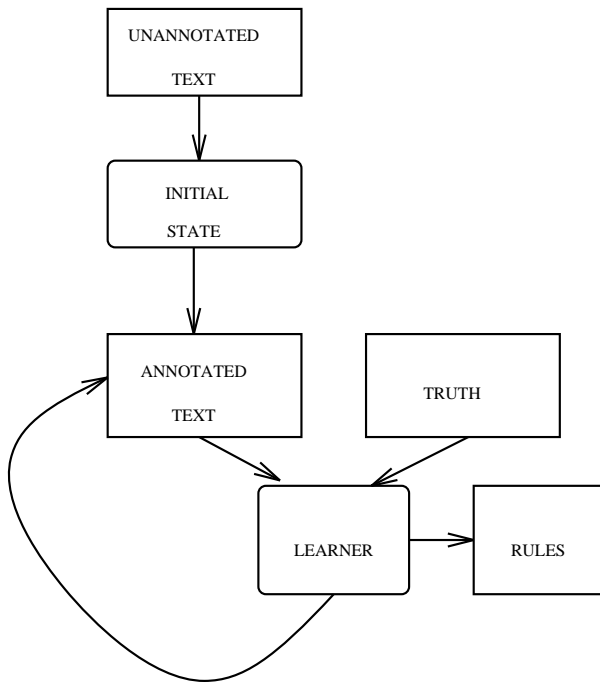 UNANNOTATED
TEXT
INITIAL
STATE
ANNOTATED
TEXT
TRUTH
LEARNER
RULES